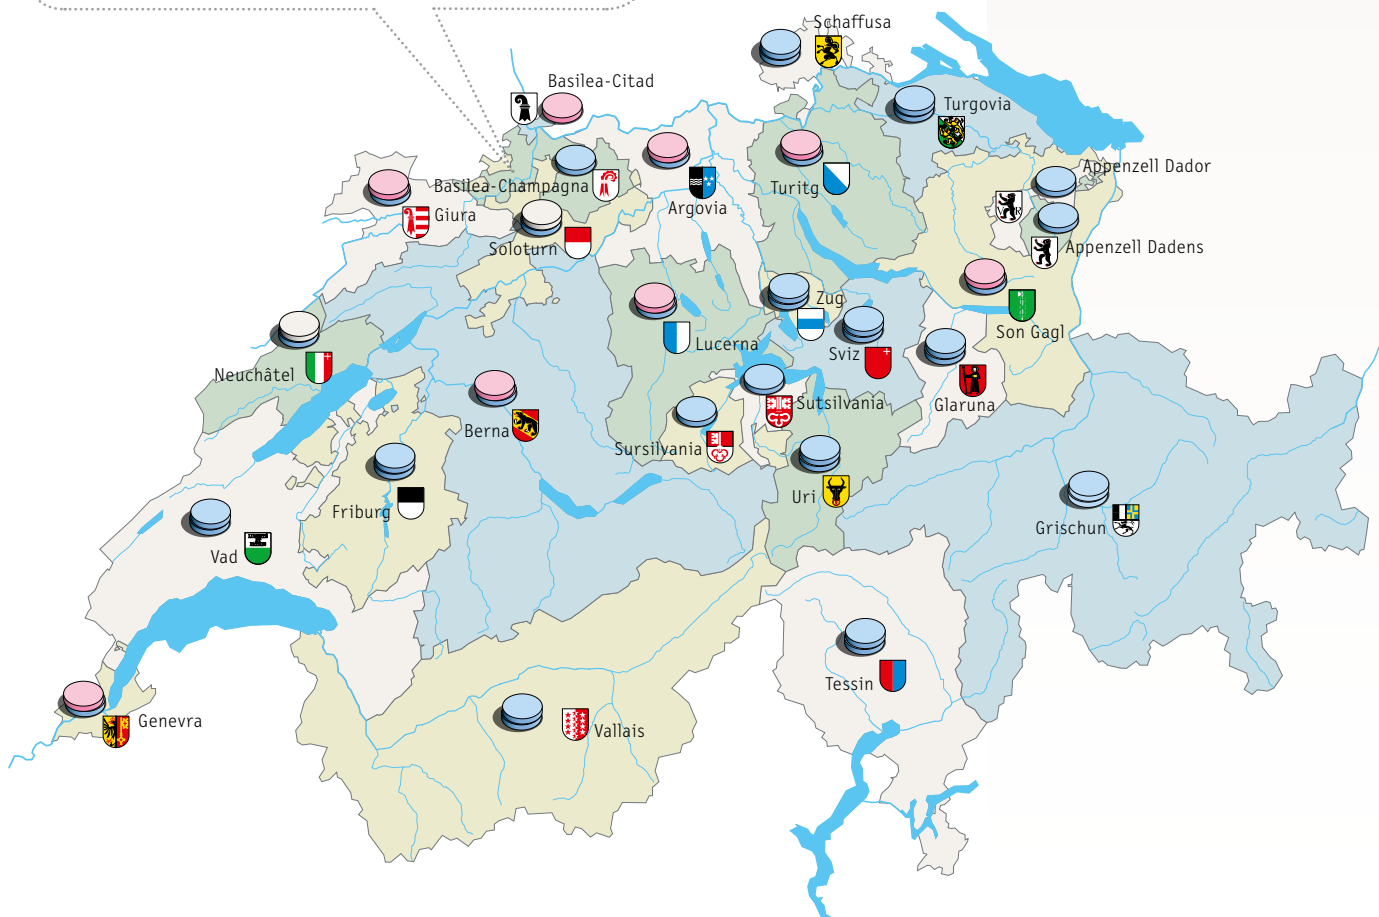 Schaffusa
Basilea-Citad
Turgovia
Appenzell Dador
Basilea-Champagna
Turitg
Giura
Argovia
Soloturn
Appenzell Dadens
Zug
Son Gagl
Lucerna
Sviz
Neuchâtel
Glaruna
Sutsilvania
Berna
Sursilvania
Uri
Friburg
Grischun
Vad
Tessin
Genevra
Vallais